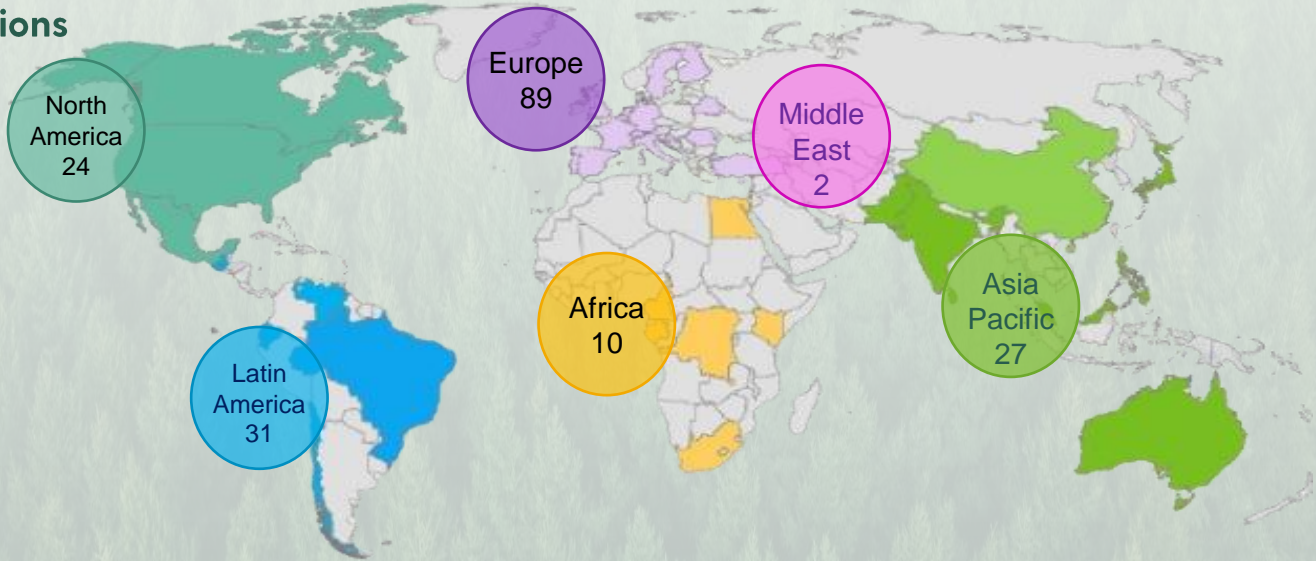 ions
North
America
24
Europe
89
Middle
East
2
Africa
10
Asia
Pacific
27
Latin
America
31